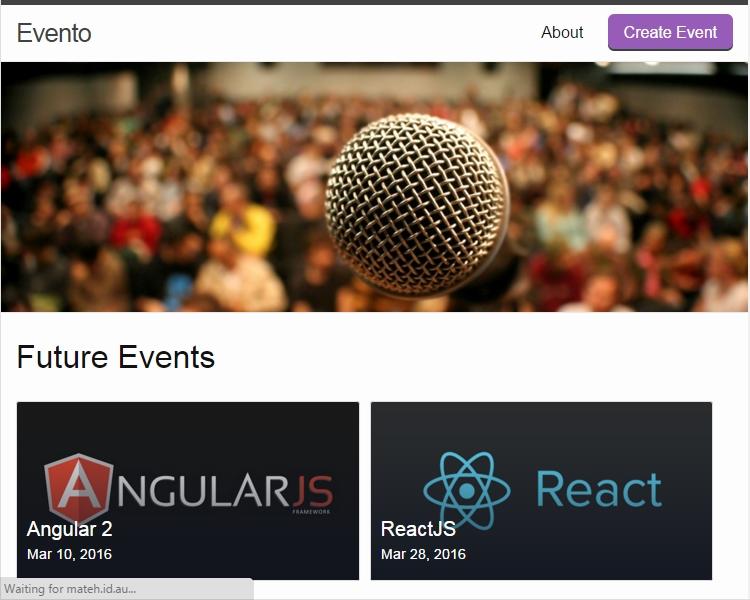 Evento
About
Create Event
Future Events
ANGULARJS
FRAMEWORK
Angular 2
Mar 10, 2016
React
ReactJS
Mar 28, 2016
Waiting for mateh.id.au...